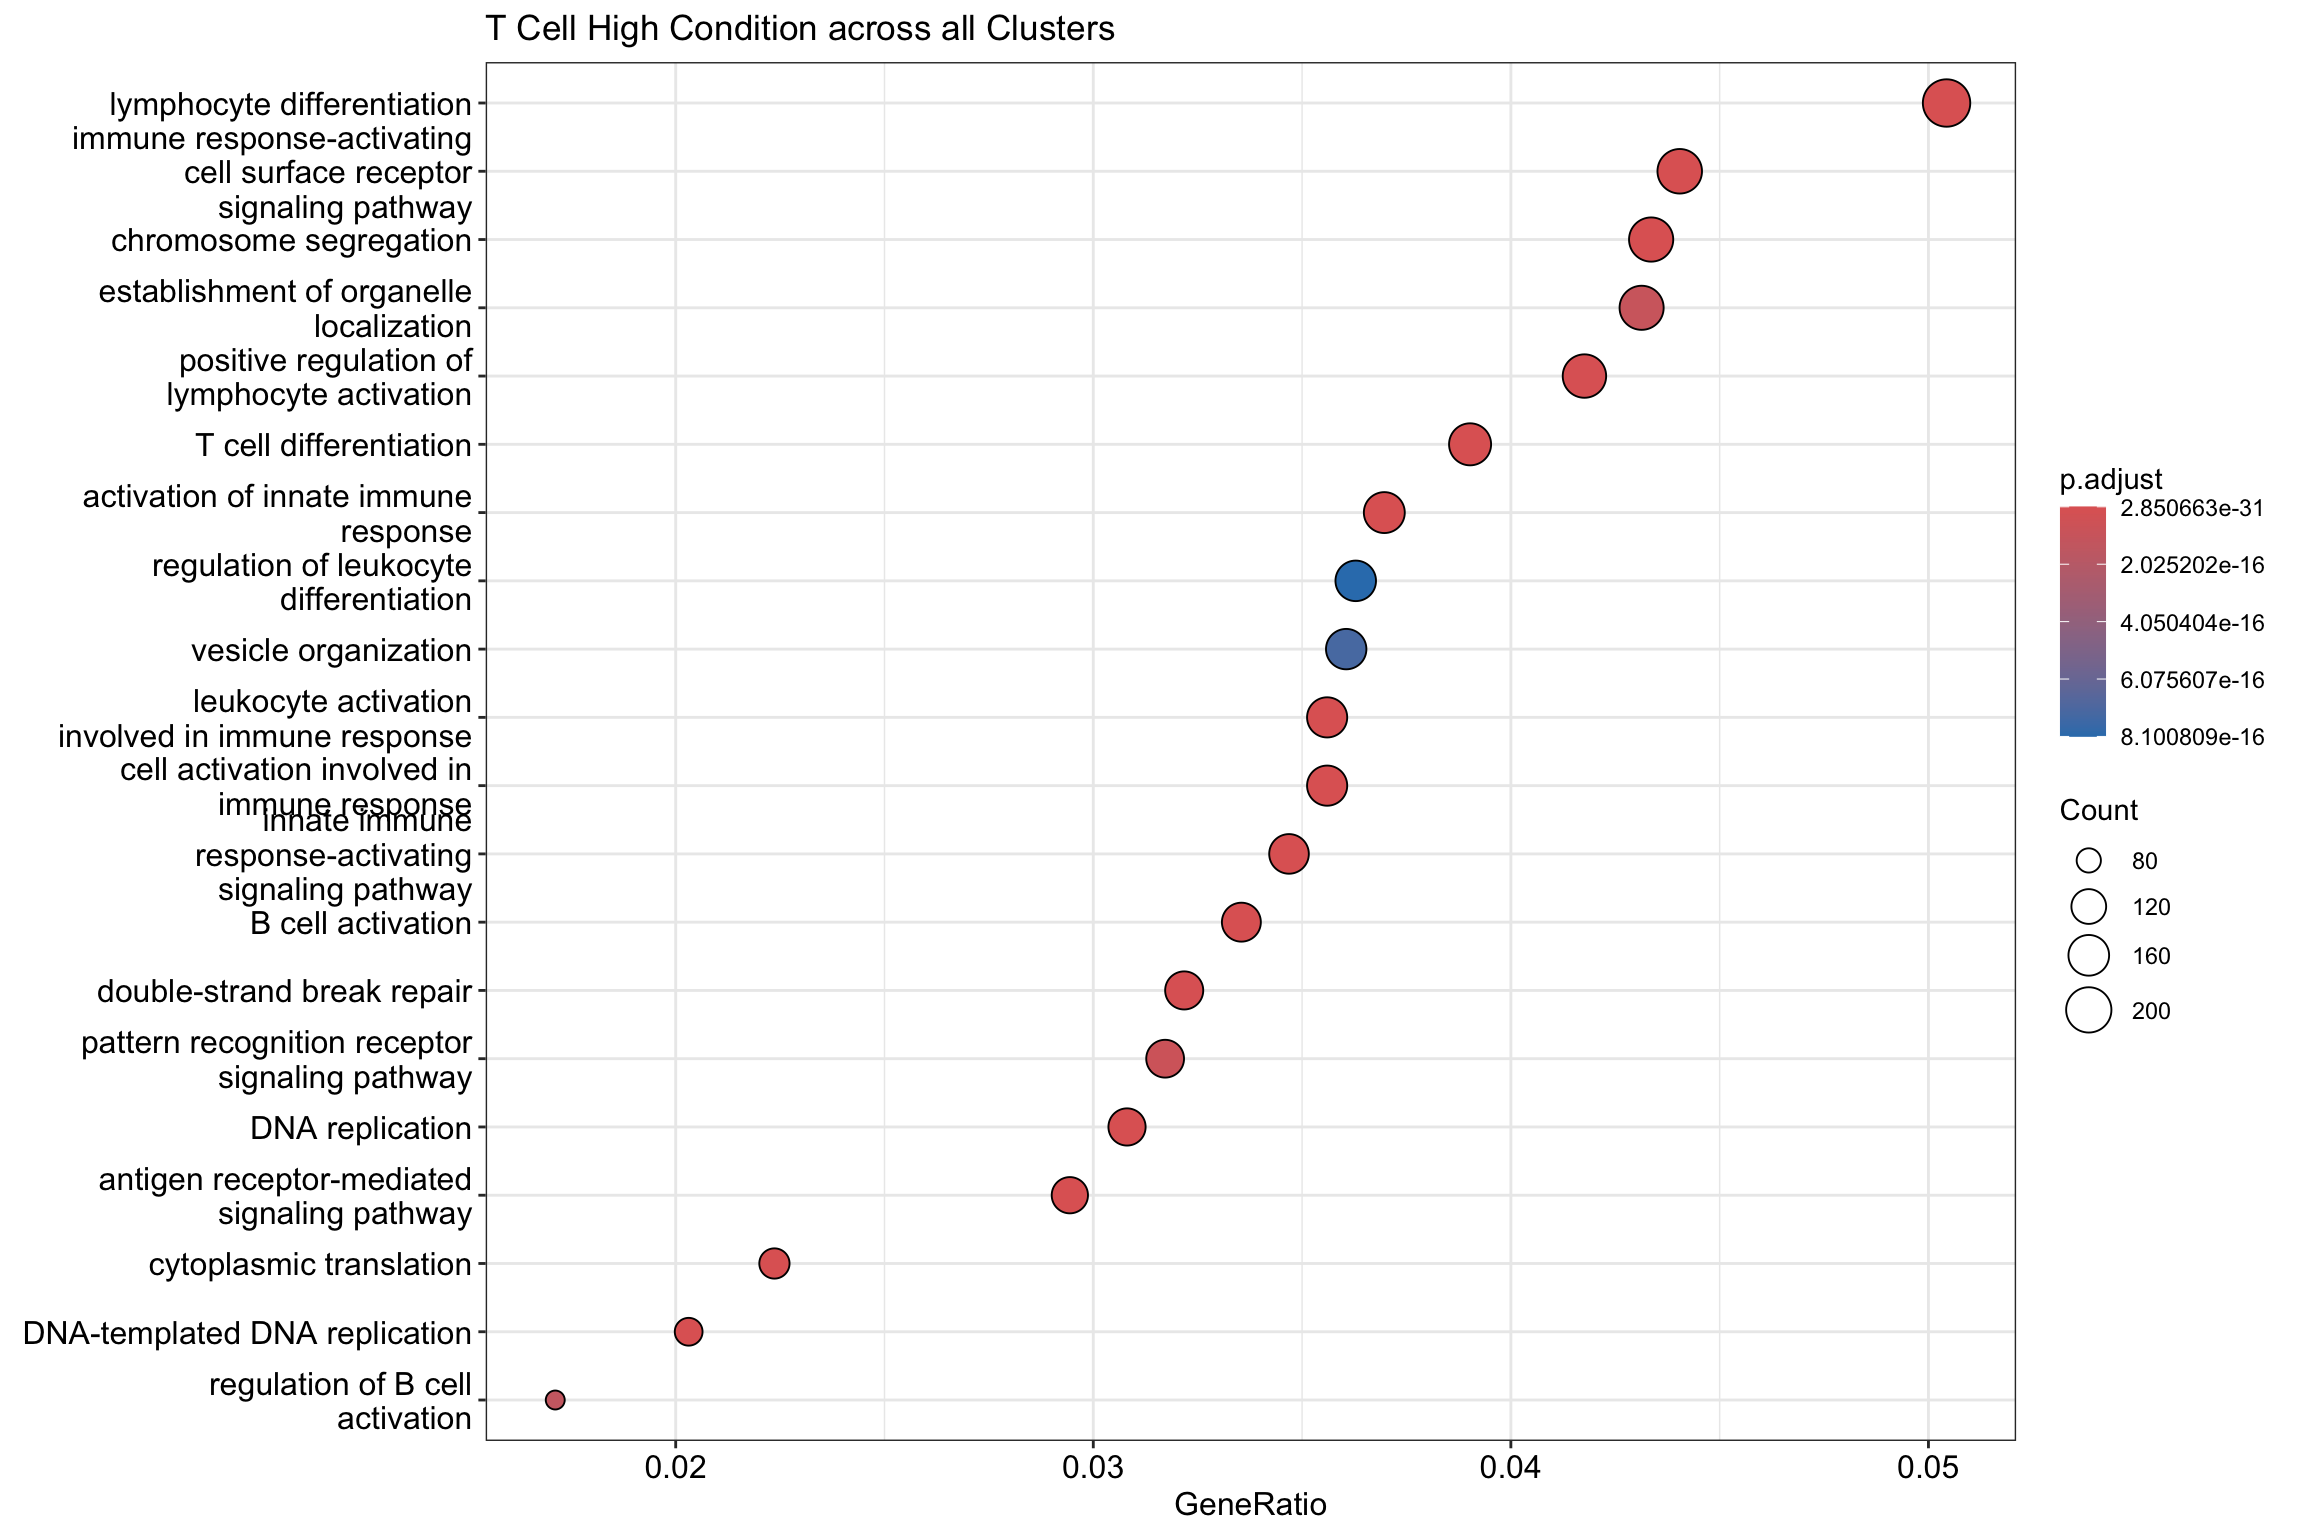 T Cell High Condition across all Clusters
lymphocyte differentiation
immune response-activating
cell surface receptor
signaling pathway
chromosome segregation
establishment of organelle
localization
positive regulation of
lymphocyte activation
T cell differentiation
activation of innate immune
response
regulation of leukocyte
differentiation
vesicle organization
leukocyte activation
involved in immune response
cell activation involved in
immune response
innate immune
response-activating
signaling pathway
B cell activation
double-strand break repair
pattern recognition receptor
signaling pathway
DNA replication
antigen receptor-mediated
signaling pathway
cytoplasmic translation
DNA-templated DNA replication
regulation of B cell
activation
0.02
0.03
0.04
0.05
GeneRatio
p.adjust
2.850663e-31
2.025202e-16
4.050404e-16
6.075607e-16
8.100809e-16
Count
80
120
160
200